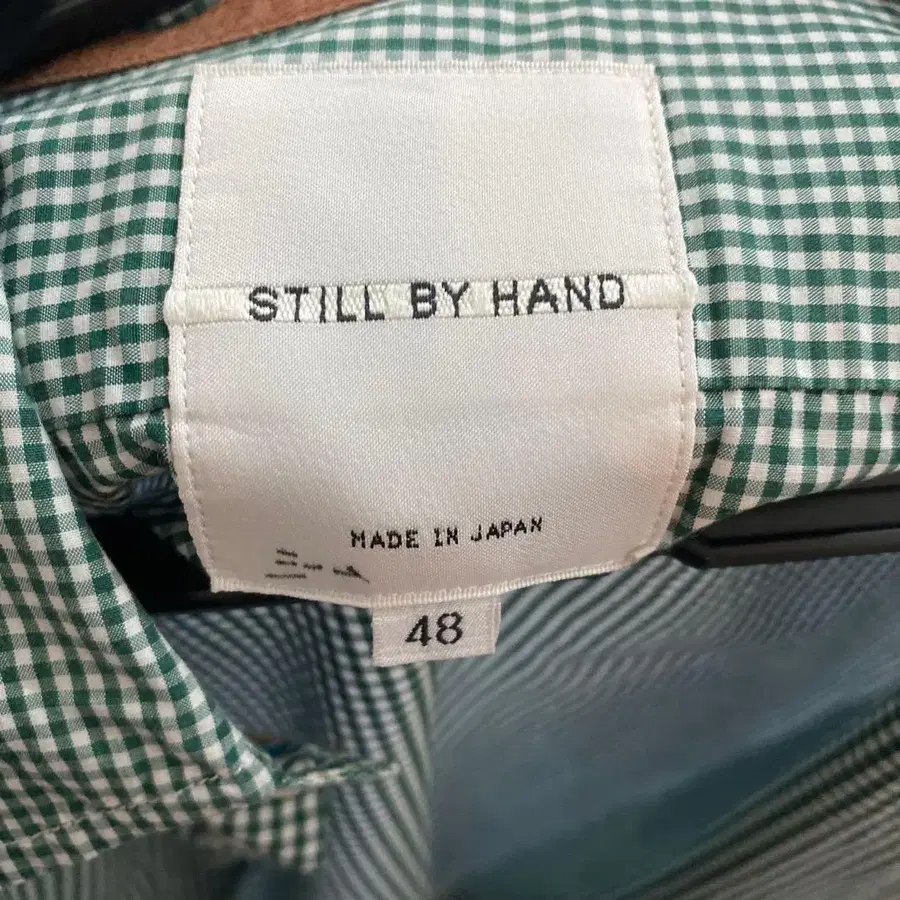 STILL BY HAND
MADE IN JAPAN
48